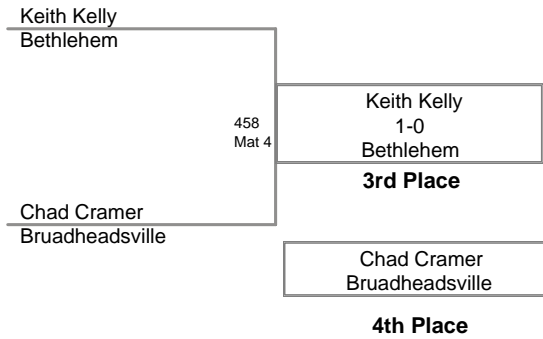 Keith Kelly
Bethlehem
458
Mat 4
Keith Kelly
1-0
Bethlehem
3rd Place
Chad Cramer
Bruadheadsville
Chad Cramer
Bruadheadsville
4th Place